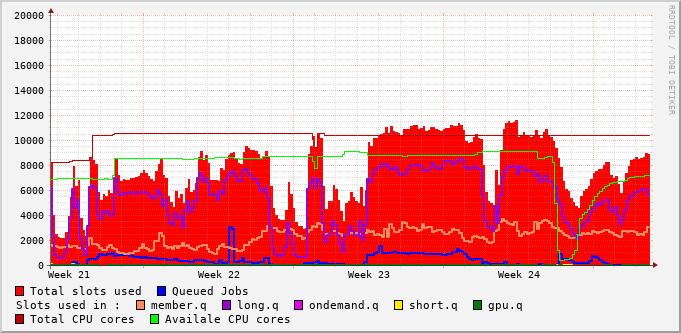 20000
18000
16000
14000
12000
10000
8000
6000
4000
2000
0
Week 21 Week 22 Week 23 Week 24
Total slots used Queued Jobs
Slots used in : member.q long.q ondemand.q short.q gpu.q
Total CPU cores Availale CPU cores
RRDTOOL / TOBI OETIKER